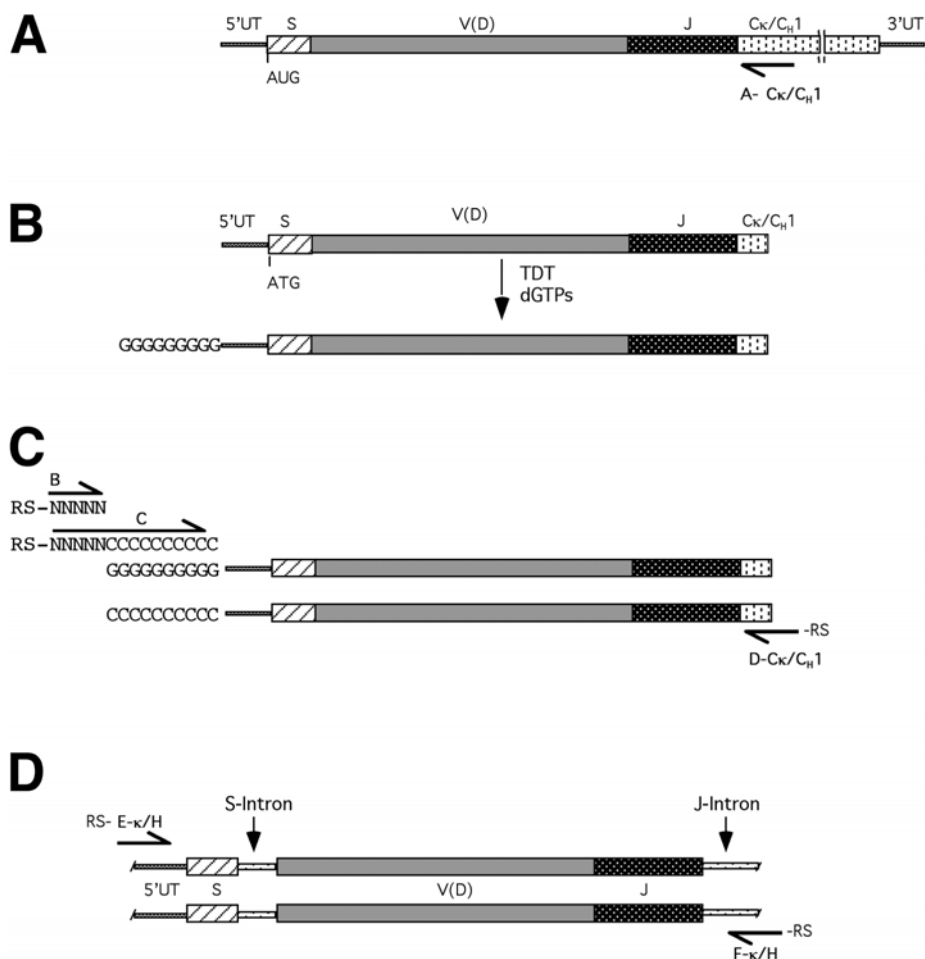 A
5'UT S V(D) J Cκ/CH1 3'UT
AUG
A- Cκ/CH1
B
5'UT S V(D) J Cκ/CH1
ATG
TDT
dGTPs
GGGGGGGGG
C
B
RS-NNNNN
C
RS-NNNNNCCCCCCCCCC
GGGGGGGGGG
CCCCCCCCCC
-RS
D-Cκ/CH1
D
S-Intron J-Intron
RS- E-κ/H
5'UT S V(D) J
-RS
F-κ/H